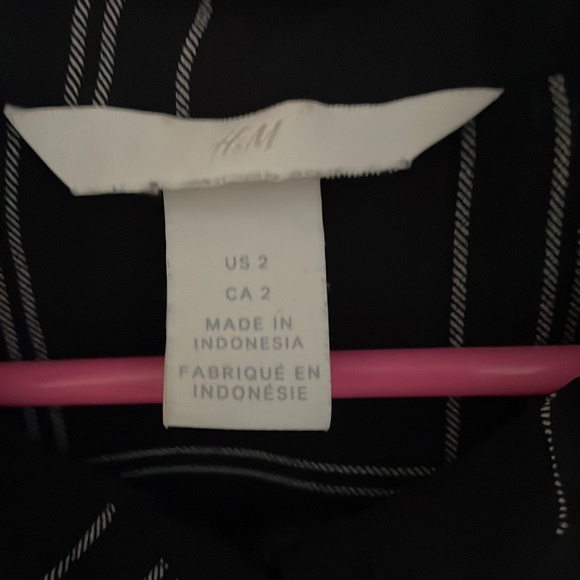 H&M
US 2
CA 2
MADE IN
INDONESIA
FABRIQUÉ EN
INDONÉSIE